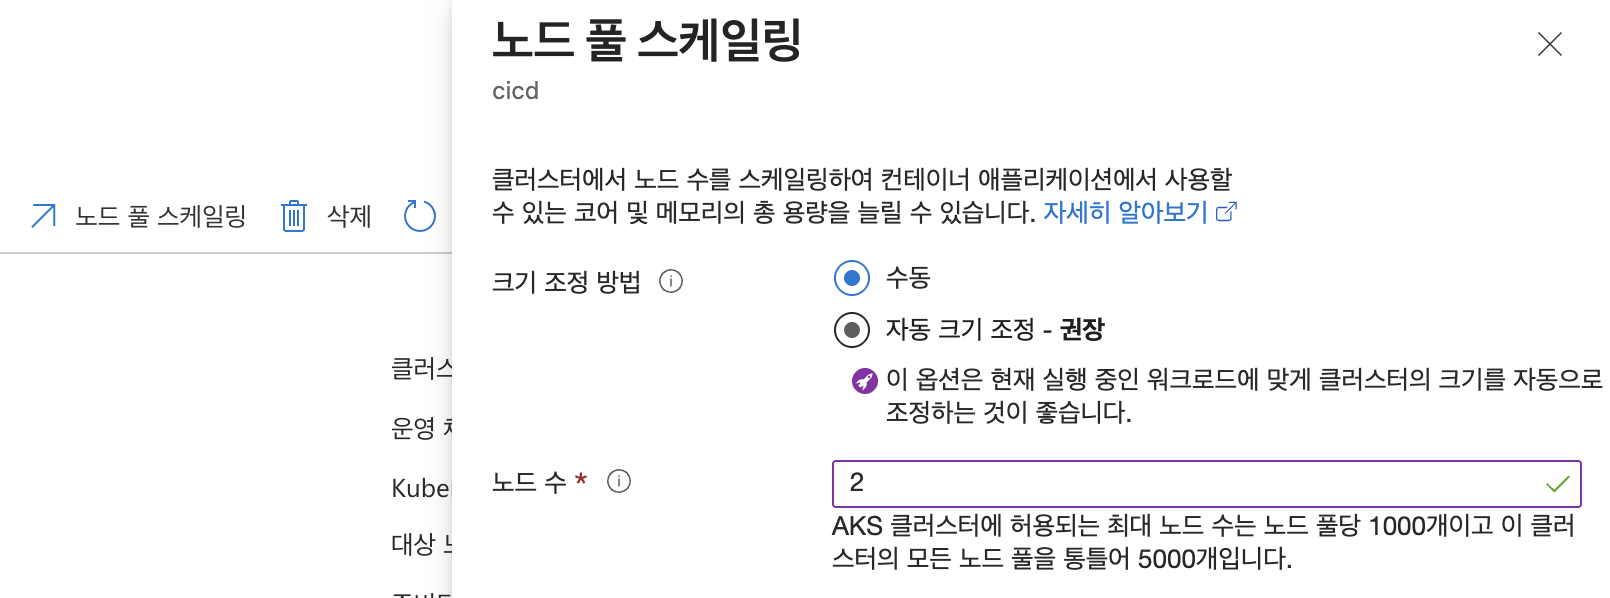 노드 풀 스케일링
cicd
클러스터에서 노드 수를 스케일링하여 컨테이너 애플리케이션에서 사용할
수 있는 코어 및 메모리의 총 용량을 늘릴 수 있습니다. 자세히 알아보기
노드 풀 스케일링 삭제
크기 조정 방법
수동
자동 크기 조정 - 권장
이 옵션은 현재 실행 중인 워크로드에 맞게 클러스터의 크기를 자동으로
조정하는 것이 좋습니다.
노드 수 *
2
AKS 클러스터에 허용되는 최대 노드 수는 노드 풀당 1000개이고 이 클러
스터의 모든 노드 풀을 통틀어 5000개입니다.
클러스
운영
Kuber
대상